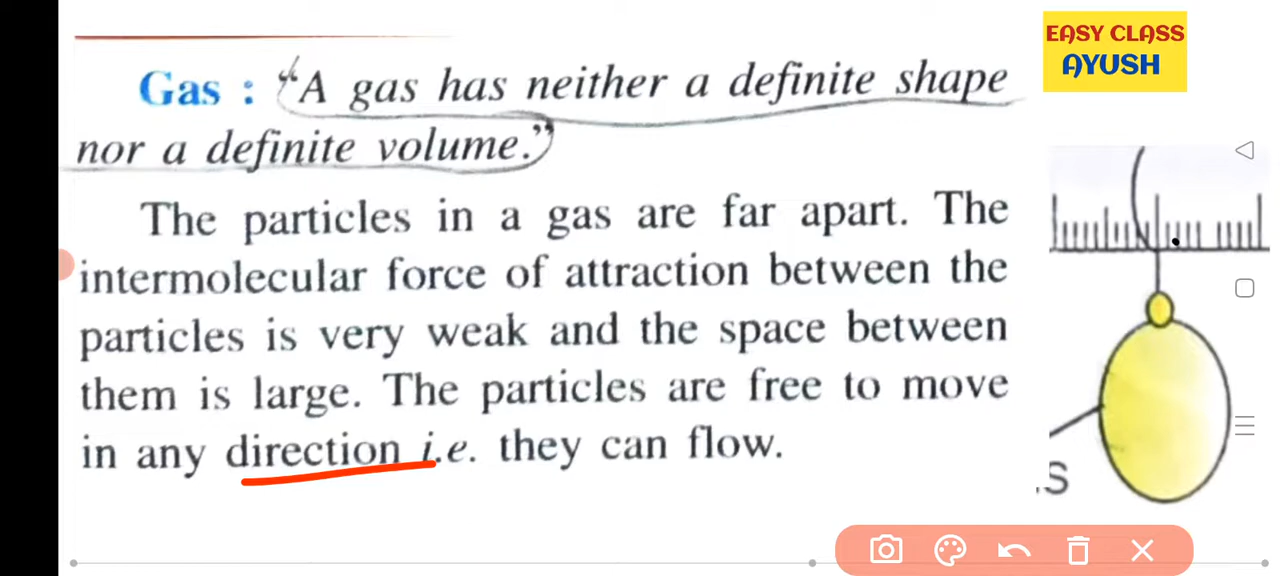 EASY CLASS
AYUSH
Gas : “A gas has neither a definite shape
nor a definite volume.”
The particles in a gas are far apart. The
intermolecular force of attraction between the
particles is very weak and the space between
them is large. The particles are free to move
in any direction i.e. they can flow.
S